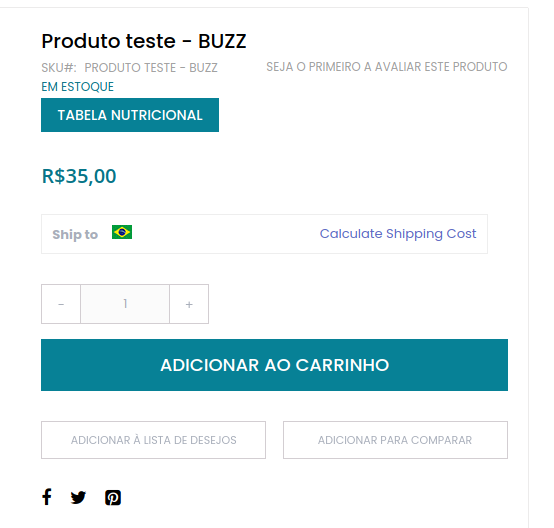 Produto teste - BUZZ
SKU#: PRODUTO TESTE - BUZZ
SEJA O PRIMEIRO A AVALIAR ESTE PRODUTO
EM ESTOQUE
TABELA NUTRICIONAL
R$35,00
Ship to
Calculate Shipping Cost
- 1 +
ADICIONAR AO CARRINHO
ADICIONAR À LISTA DE DESEJOS
ADICIONAR PARA COMPARAR